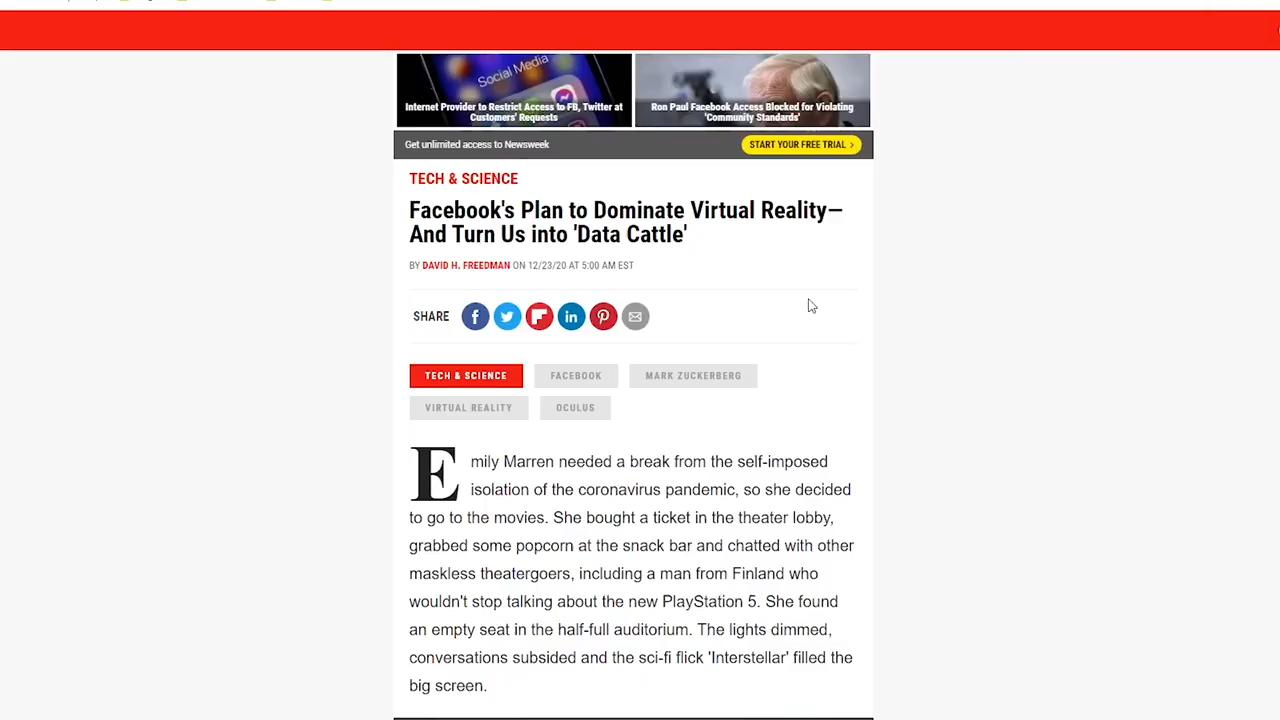 Social Media
Internet Provider to Restrict Access to FB, Twitter at
Customers' Requests
Ron Paul Facebook Access Blocked for Violating
'Community Standards'
Get unlimited access to Newsweek
START YOUR FREE TRIAL >
TECH & SCIENCE
Facebook's Plan to Dominate Virtual Reality—
And Turn Us into 'Data Cattle'
BY DAVID H. FREEDMAN ON 12/23/20 AT 5:00 AM EST
SHARE
TECH & SCIENCE
FACEBOOK
MARK ZUCKERBERG
VIRTUAL REALITY
OCULUS
Emily Marren needed a break from the self-imposed
isolation of the coronavirus pandemic, so she decided
to go to the movies. She bought a ticket in the theater lobby,
grabbed some popcorn at the snack bar and chatted with other
maskless theatergoers, including a man from Finland who
wouldn't stop talking about the new PlayStation 5. She found
an empty seat in the half-full auditorium. The lights dimmed,
conversations subsided and the sci-fi flick 'Interstellar' filled the
big screen.